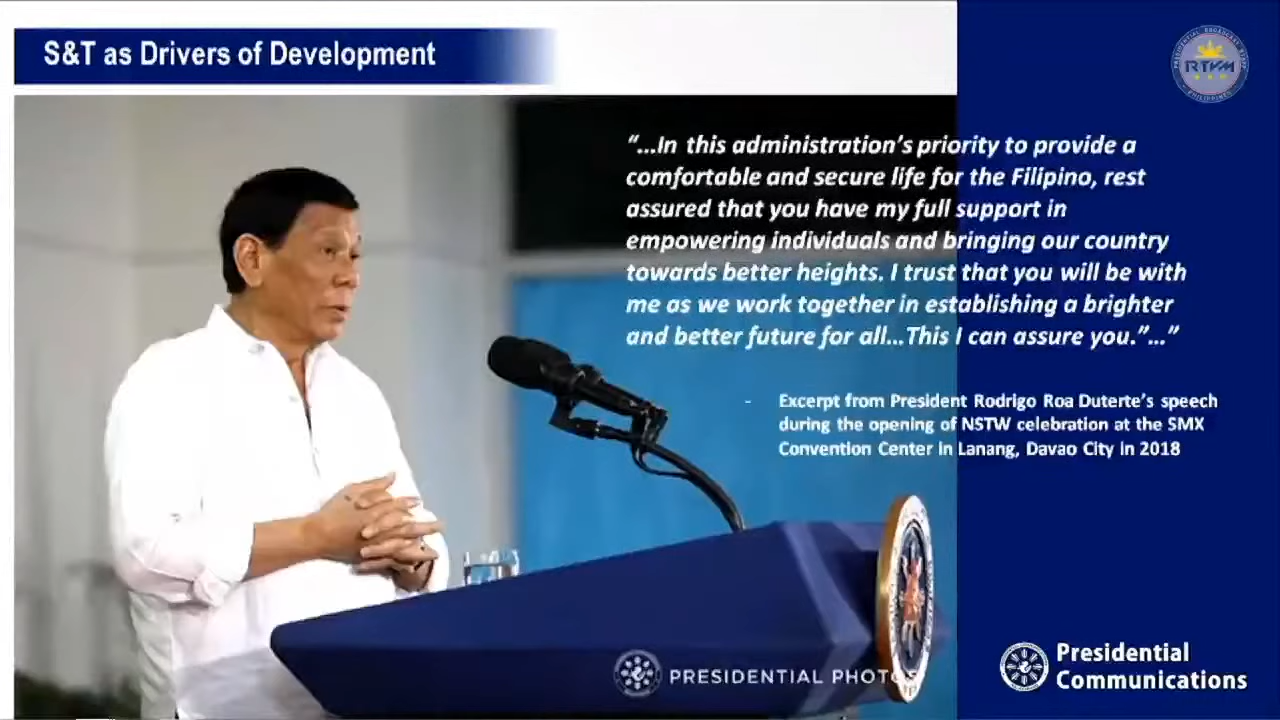 S&T as Drivers of Development
RTVM
“...In this administration’s priority to provide a
comfortable and secure life for the Filipino, rest
assured that you have my full support in
empowering individuals and bringing our country
towards better heights. I trust that you will be with
me as we work together in establishing a brighter
and better future for all...This I can assure you.”...”
- Excerpt from President Rodrigo Roa Duterte’s speech
during the opening of NSTW celebration at the SMX
Convention Center in Lanang, Davao City in 2018
PRESIDENTIAL PHOTOS
Presidential
Communications